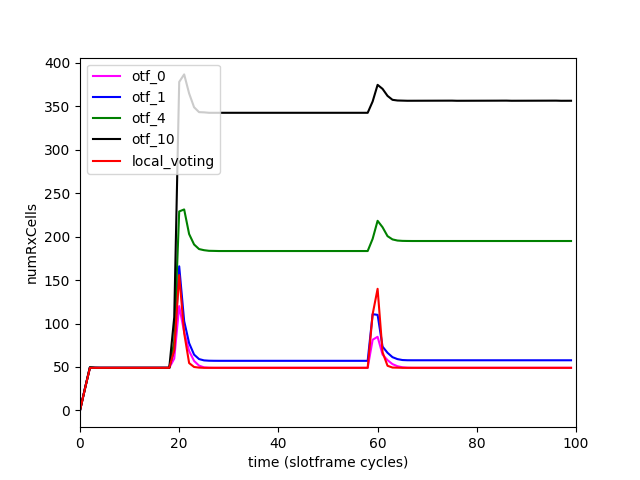 400
350
300
250
200
150
100
50
0
numRxCells
otf_0
otf_1
otf_4
otf_10
local_voting
0 20 40 60 80 100
time (slotframe cycles)